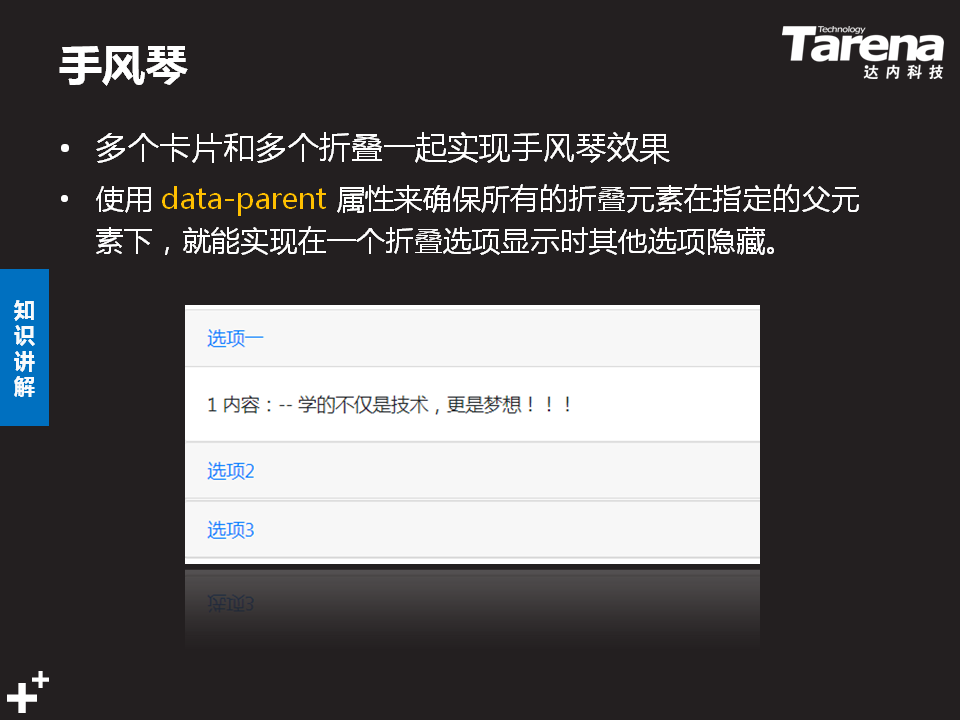 手风琴
Technology
Tarena
达内科技
• 多个卡片和多个折叠一起实现手风琴效果
• 使用 data-parent 属性来确保所有的折叠元素在指定的父元
素下，就能实现在一个折叠选项显示时其他选项隐藏。
知识讲解
选项一
1 内容：-- 学的不仅是技术，更是梦想！！！
选项2
选项3